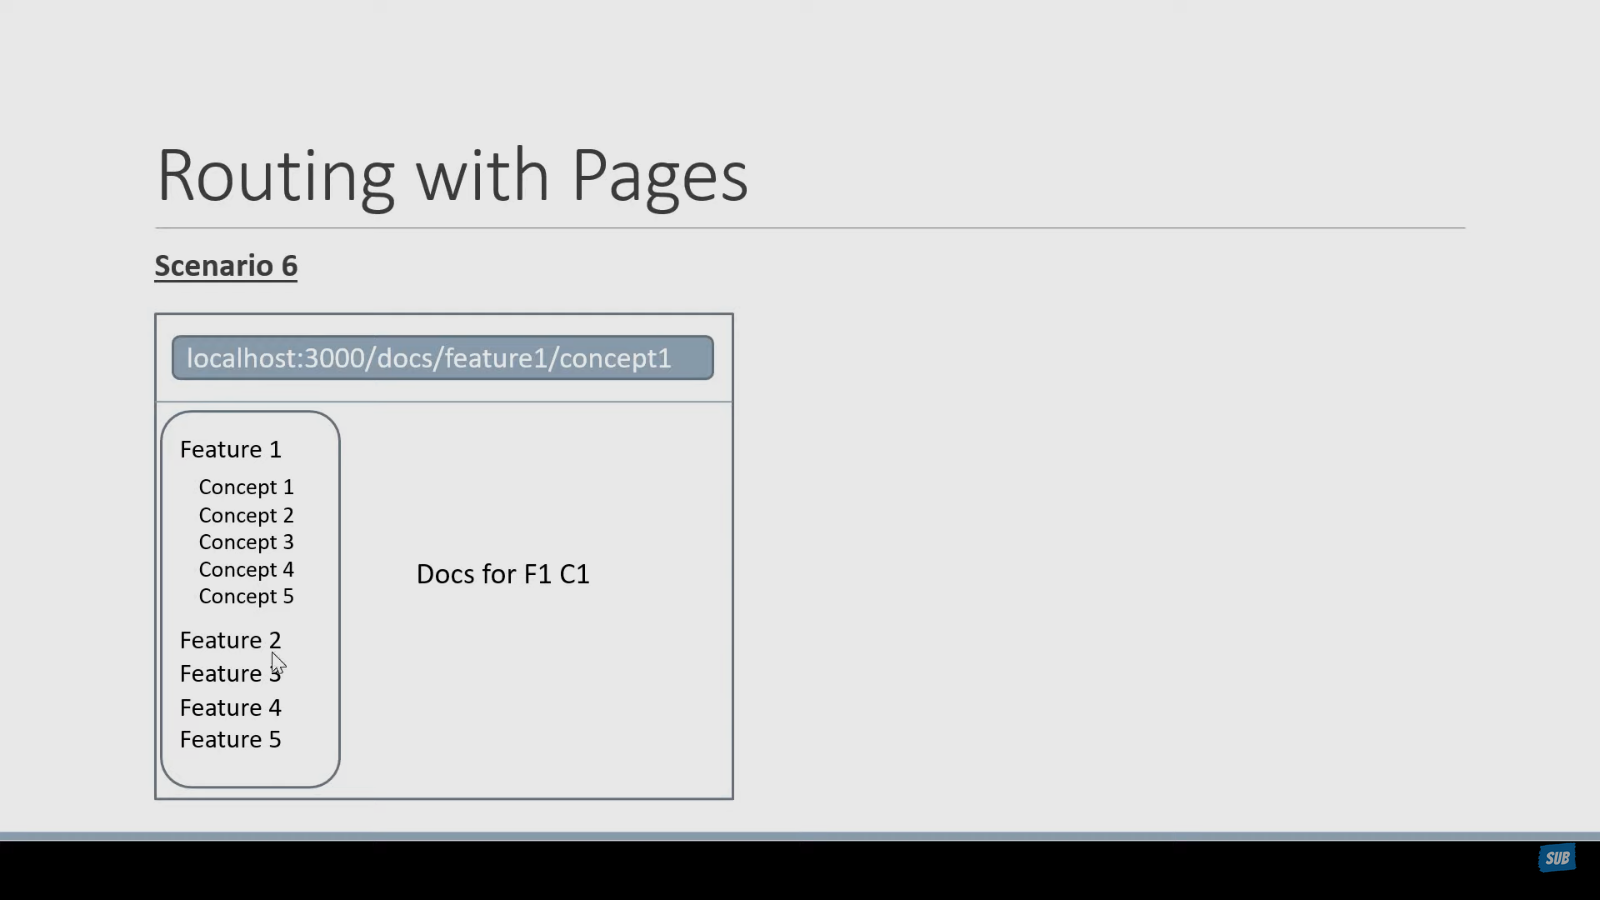 Routing with Pages
Scenario 6
localhost:3000/docs/feature1/concept1
Feature 1
Concept 1
Concept 2
Concept 3
Concept 4
Concept 5
Feature 2
Feature 3
Feature 4
Feature 5
Docs for F1 C1
SUB